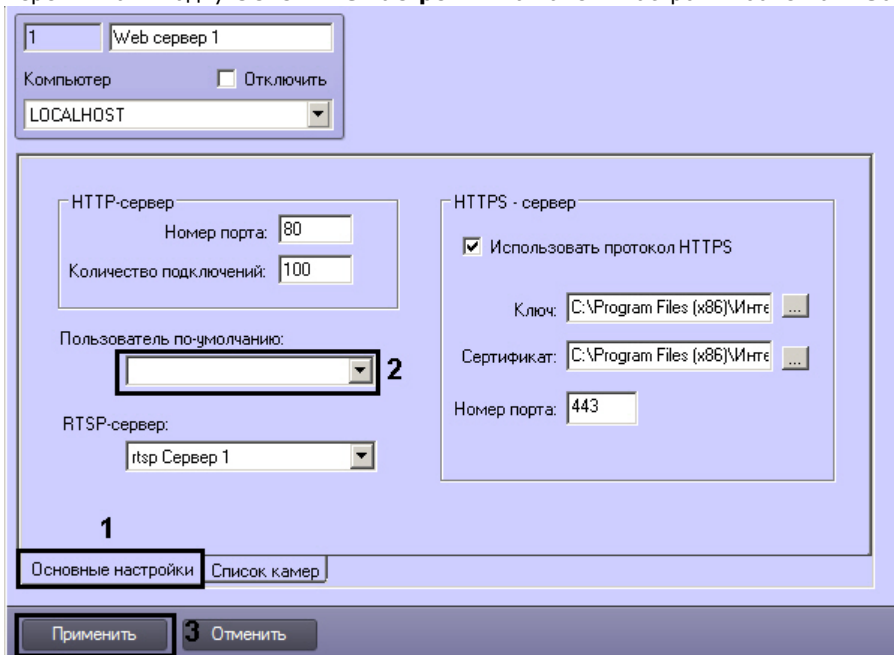 1 Web сервер 1
Компьютер Отключить
LOCALHOST
HTTP-сервер
Номер порта: 80
Количество подключений: 100
Пользователь по-умолчанию:
2
RTSP-сервер:
rtsp Сервер 1
HTTPS - сервер
Использовать протокол HTTPS
Ключ: C:\Program Files (x86)\Инте ...
Сертификат: C:\Program Files (x86)\Инте ...
Номер порта: 443
1
Основные настройки Список камер
Применить 3 Отменить